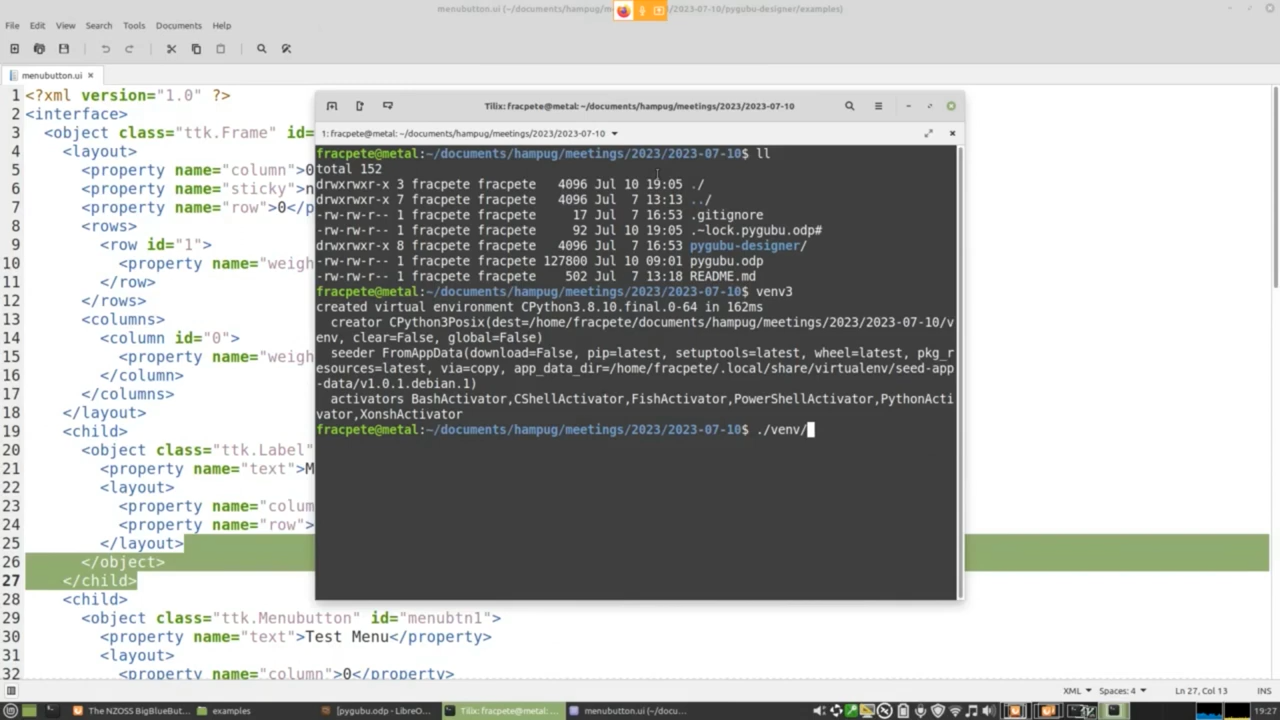 menubutton.ui (~/documents/hampug/me /2023-07-10/pygubu-designer/examples)
File Edit View Search Tools Documents Help
menubutton.ui ×
Tilix: fracpete@metal: ~/documents/hampug/meetings/2023/2023-07-10
1: fracpete@metal: ~/documents/hampug/meetings/2023/2023-07-10
fracpete@metal:~/documents/hampug/meetings/2023/2023-07-10$ ll
total 152
drwxrwxr-x 3 fracpete fracpete 4096 Jul 10 19:05 ./
drwxrwxr-x 7 fracpete fracpete 4096 Jul 7 13:13 ../
-rw-rw-r-- 1 fracpete fracpete 17 Jul 7 16:53 .gitignore
-rw-rw-r-- 1 fracpete fracpete 92 Jul 10 19:05 .~lock.pygubu.odp#
drwxrwxr-x 8 fracpete fracpete 4096 Jul 7 16:53 pygubu-designer/
-rw-rw-r-- 1 fracpete fracpete 127800 Jul 10 09:01 pygubu.odp
-rw-rw-r-- 1 fracpete fracpete 502 Jul 7 13:18 README.md
fracpete@metal:~/documents/hampug/meetings/2023/2023-07-10$ venv3
created virtual environment CPython3.8.10.final.0-64 in 162ms
creator CPython3Posix(dest=/home/fracpete/documents/hampug/meetings/2023/2023-07-10/v
env, clear=False, global=False)
seeder FromAppData(download=False, pip=latest, setuptools=latest, wheel=latest, pkg_r
esources=latest, via=copy, app_data_dir=/home/fracpete/.local/share/virtualenv/seed-app
-data/v1.0.1.debian.1)
activators BashActivator,CShellActivator,FishActivator,PowerShellActivator,PythonActi
vator,XonshActivator
fracpete@metal:~/documents/hampug/meetings/2023/2023-07-10$ ./venv/
1 <?xml version="1.0" ?>
2 <interface>
3 <object class="ttk.Frame" id=
4 <layout>
5 <property name="column">0
6 <property name="sticky">n
7 <property name="row">0</p
8 <rows>
9 <row id="1">
10 <property name="weigh
11 </row>
12 </rows>
13 <columns>
14 <column id="0">
15 <property name="weigh
16 </column>
17 </columns>
18 </layout>
19 <child>
20 <object class="ttk.Label"
21 <property name="text">M
22 <layout>
23 <property name="colum
24 <property name="row">
25 </layout>
26 </object>
27 </child>
28 <child>
29 <object class="ttk.Menubutton" id="menubtn1">
30 <property name="text">Test Menu</property>
31 <layout>
32 <property name="column">0</property>
XML Spaces: 4 Ln 27, Col 13 INS
The NZOSS BigBlueBut... examples [pygubu.odp - LibreO... Tilix: fracpete@metal: ... menubutton.ui (~/docu... 19:27